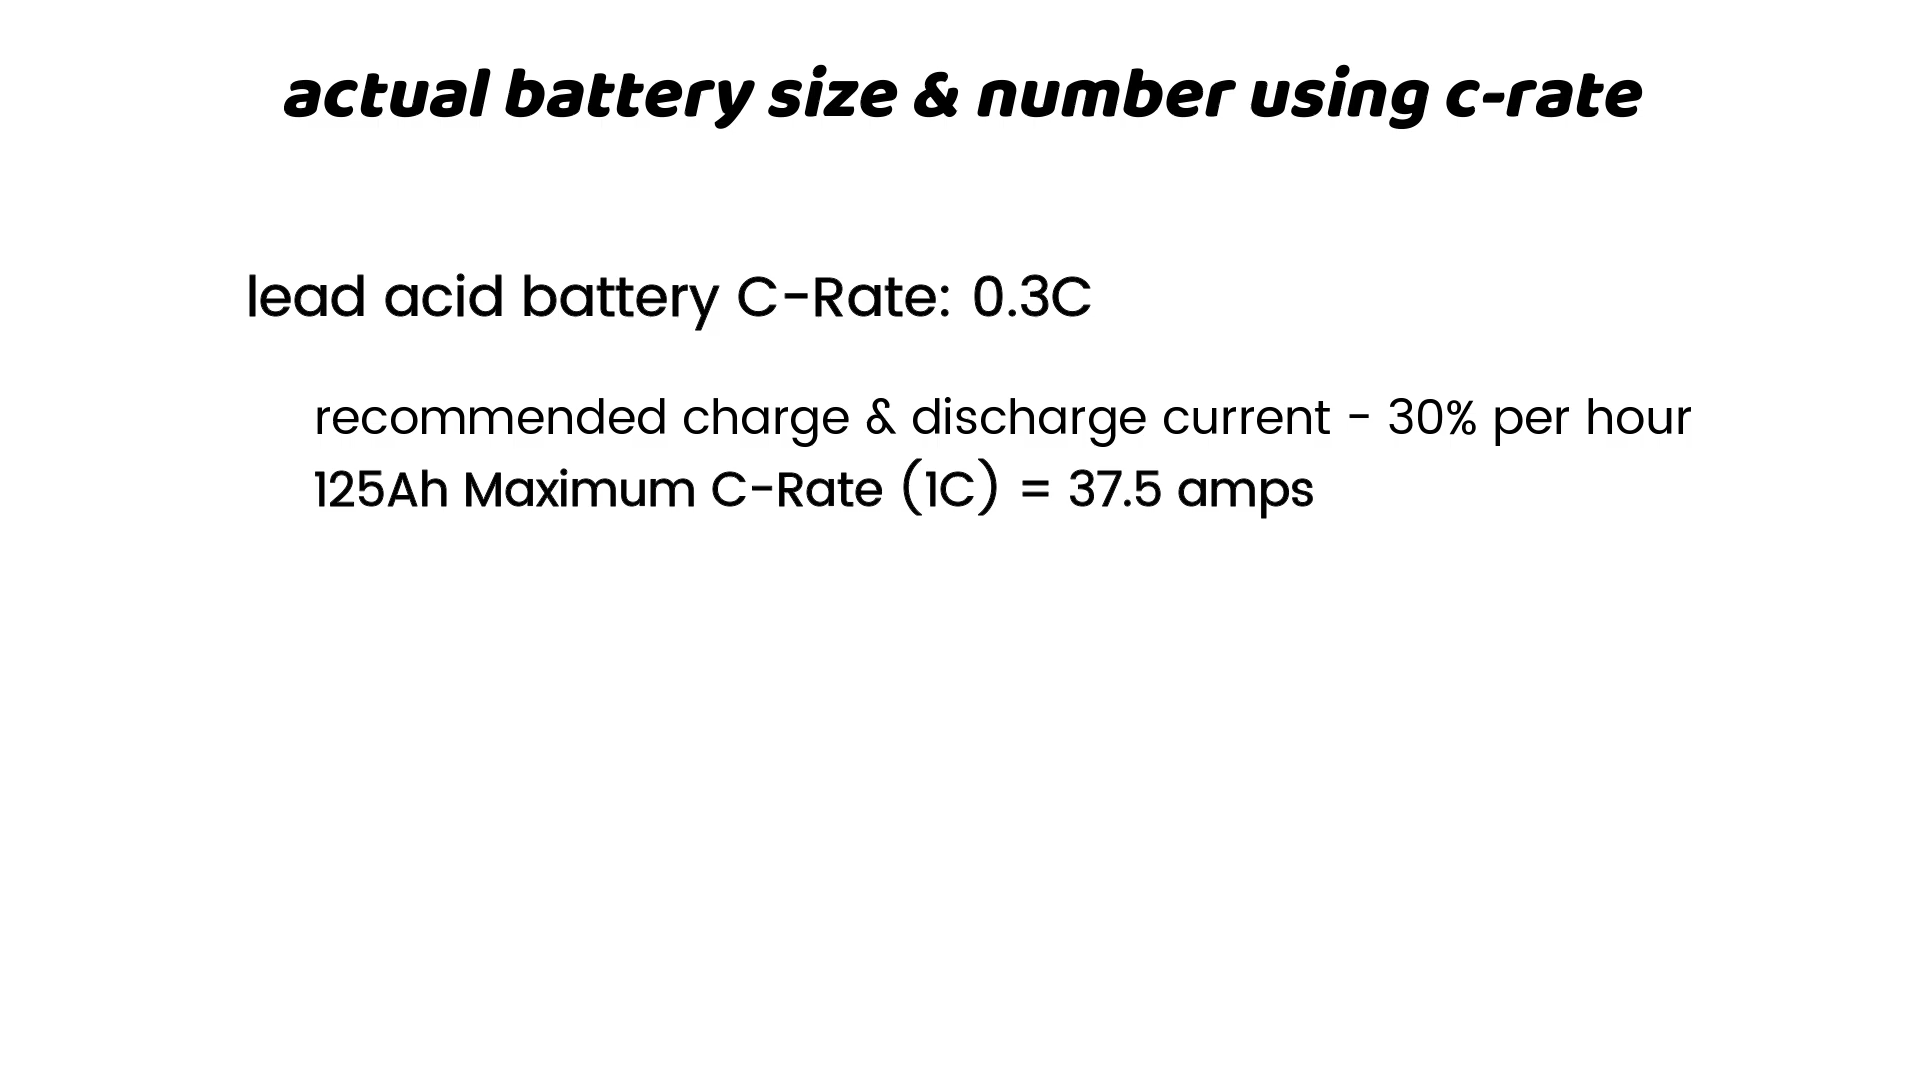 actual battery size & number using c-rate
lead acid battery C-Rate: 0.3C
recommended charge & discharge current - 30% per hour
125Ah Maximum C-Rate (1C) = 37.5 amps